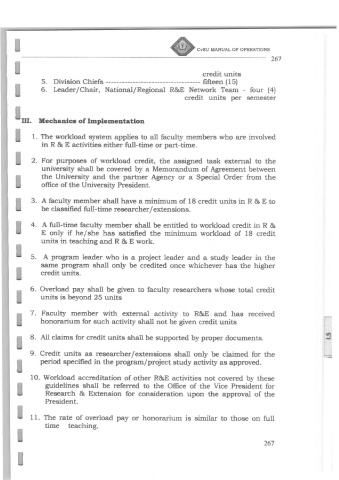 CvSU MANUAL OF OPERATIONS
267
credit units
5. Division Chiefs ------------------------------------ fifteen (15)
6. Leader/Chair, National/Regional R&E Network Team - four (4)
credit units per semester
III. Mechanics of Implementation
1. The workload system applies to all faculty members who are involved
in R & E activities either full-time or part-time.
2. For purposes of workload credit, the assigned task external to the
university shall be covered by a Memorandum of Agreement between
the University and the partner Agency or a Special Order from the
office of the University President.
3. A faculty member shall have a minimum of 18 credit units in R & E to
be classified full-time researcher/extensions.
4. A full-time faculty member shall be entitled to workload credit in R &
E only if he/she has satisfied the minimum workload of 18 credit
units in teaching and R & E work.
5. A program leader who is a project leader and a study leader in the
same program shall only be credited once whichever has the higher
credit units.
6. Overload pay shall be given to faculty researchers whose total credit
units is beyond 25 units
7. Faculty member with external activity to R&E and has received
honorarium for such activity shall not be given credit units
8. All claims for credit units shall be supported by proper documents.
9. Credit units as researcher/extensions shall only be claimed for the
period specified in the program/project study activity as approved.
10. Workload accreditation of other R&E activities not covered by these
guidelines shall be referred to the Office of the Vice President for
Research & Extension for consideration upon the approval of the
President.
11. The rate of overload pay or honorarium is similar to those on full
time teaching.
267